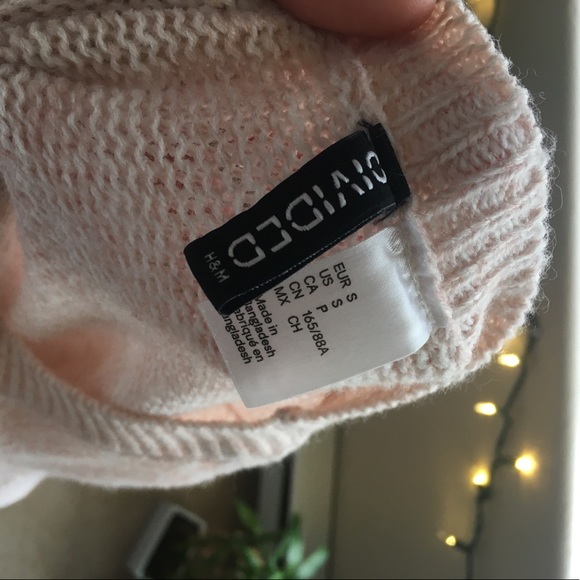 DIVIDED
H&M
EUR S
US S
CA P
CN 165/88A
MX CH
Made in
Bangladesh
Fabriqué en
Bangladesh